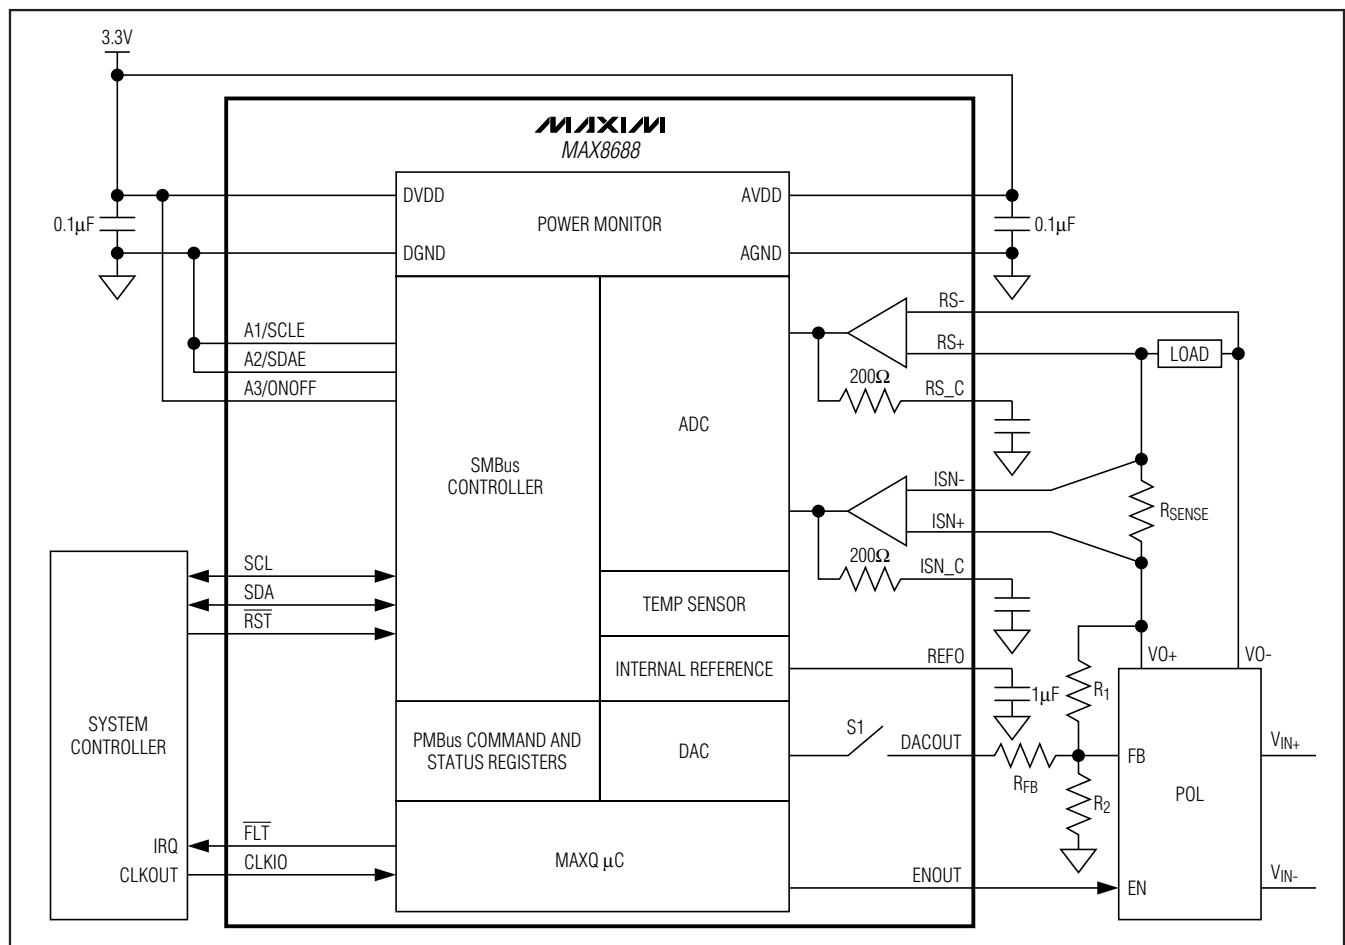 3.3V
MAXIM
MAX8688
DVDD
AVDD
0.1µF
POWER MONITOR
0.1µF
DGND
AGND
RS-
A1/SCLE
RS+
LOAD
A2/SDAE
200Ω
A3/ONOFF
RS_C
ADC
SMBus
CONTROLLER
ISN-
RSENSE
ISN+
200Ω
SCL
ISN_C
SDA
TEMP SENSOR
RST
REFO
VO+
VO-
INTERNAL REFERENCE
1µF
R1
SYSTEM
CONTROLLER
PMBus COMMAND AND
STATUS REGISTERS
DAC
S1
DACOUT
VIN+
FB
RFB
POL
R2
FLT
IRQ
MAXQ µC
CLKIO
CLKOUT
ENOUT
EN
VIN-